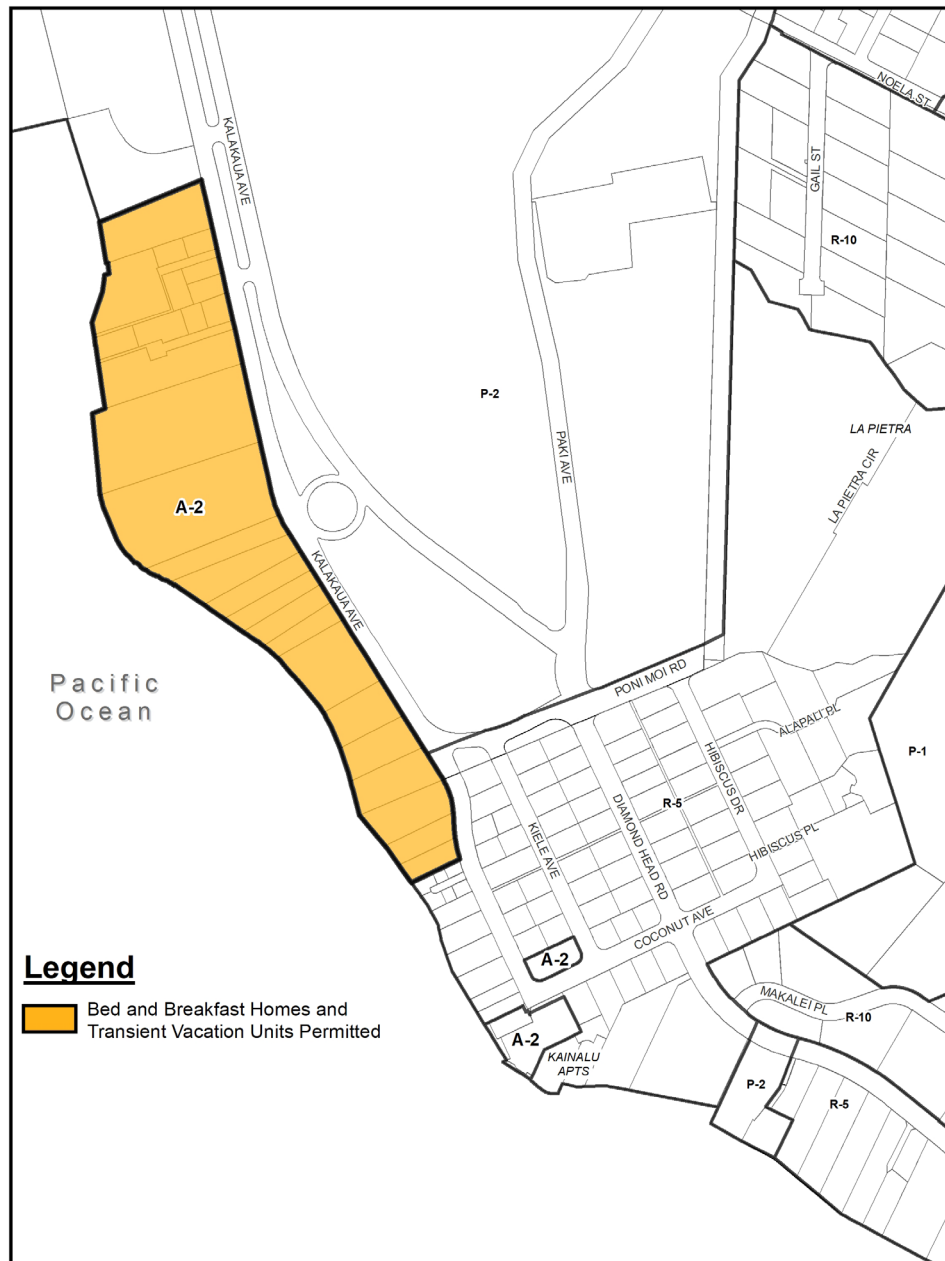 NOELA ST
KALAKAUA AVE
GAIL ST
R-10
P-2
LA PIETRA
PAKI AVE
LA PIETRA CIR
A-2
KALAKAUA AVE
Pacific
Ocean
PONI MOI RD
ALAPALI PL
P-1
HIBISCUS DR
R-5
KIELE AVE
DIAMOND HEAD RD
HIBISCUS PL
COCONUT AVE
A-2
Legend
MAKALEI PL
Bed and Breakfast Homes and
Transient Vacation Units Permitted
R-10
A-2
KAINALU
APTS
P-2
R-5